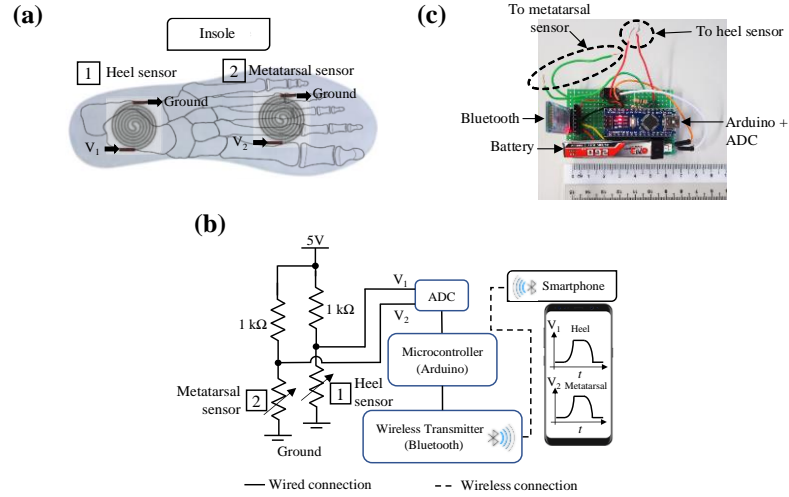 (a)
Insole
1 Heel sensor
2 Metatarsal sensor
Ground
Ground
V1
V2
(c)
To metatarsal
sensor
To heel sensor
Bluetooth
Battery
Arduino +
ADC
(b)
5V
1 kΩ
1 kΩ
V1
V2
ADC
Microcontroller
(Arduino)
Wireless Transmitter
(Bluetooth)
Metatarsal
sensor
2
1
Heel
sensor
Ground
Smartphone
V1
Heel
t
V2
Metatarsal
t
Wired connection
Wireless connection